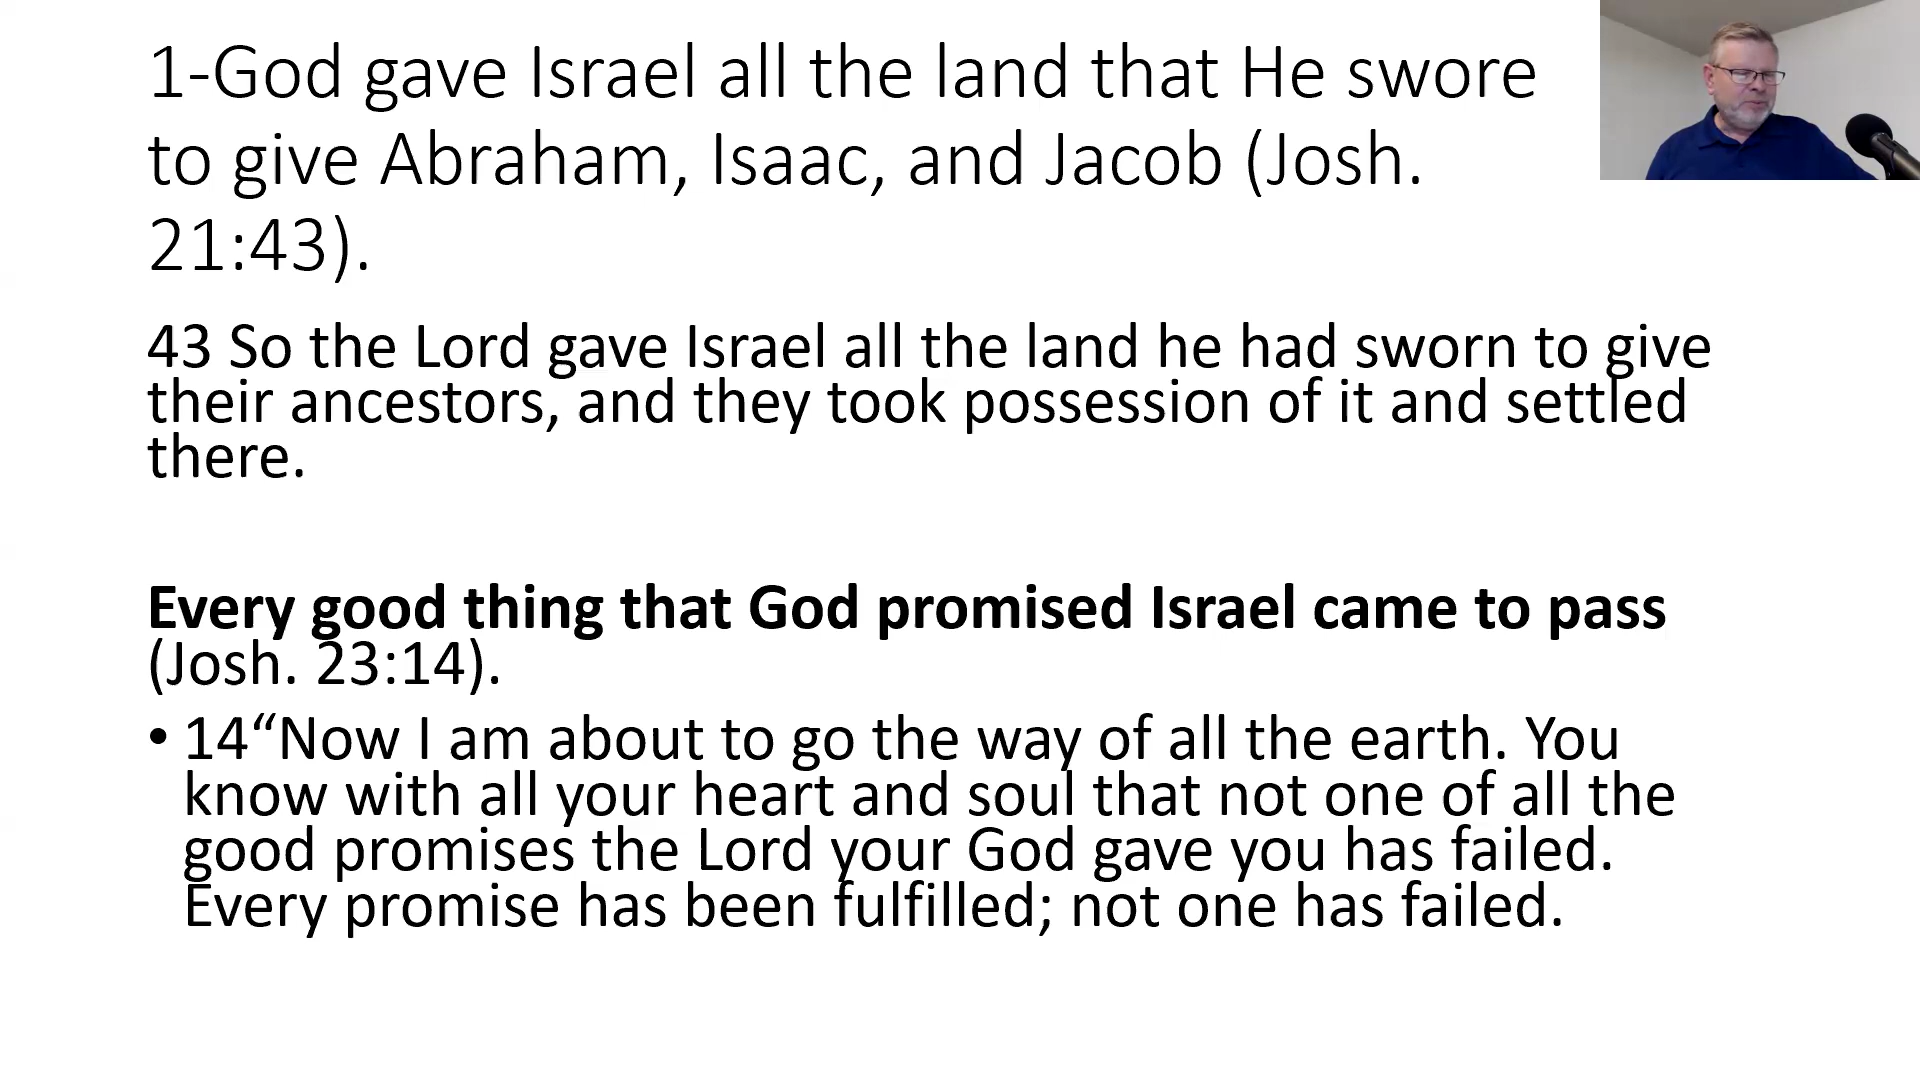 1-God gave Israel all the land that He swore
to give Abraham, Isaac, and Jacob (Josh.
21:43).
43 So the Lord gave Israel all the land he had sworn to give
their ancestors, and they took possession of it and settled
there.
Every good thing that God promised Israel came to pass
(Josh. 23:14).
• 14“Now I am about to go the way of all the earth. You
know with all your heart and soul that not one of all the
good promises the Lord your God gave you has failed.
Every promise has been fulfilled; not one has failed.